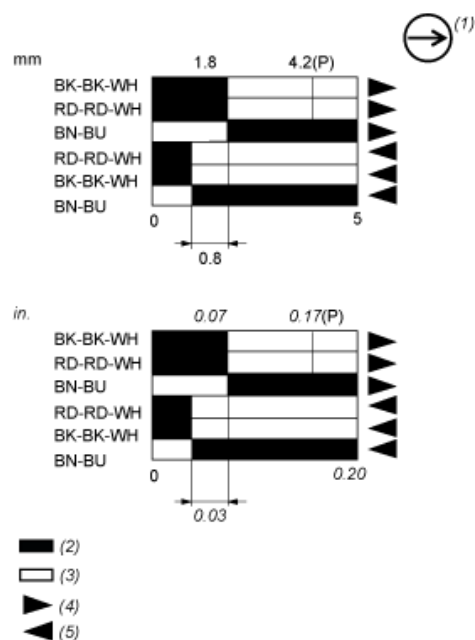 (1)
mm 1.8 4.2(P)
BK-BK-WH
RD-RD-WH
BN-BU
RD-RD-WH
BK-BK-WH
BN-BU
0 5
0.8
in. 0.07 0.17(P)
BK-BK-WH
RD-RD-WH
BN-BU
RD-RD-WH
BK-BK-WH
BN-BU
0 0.20
0.03
(2)
(3)
(4)
(5)